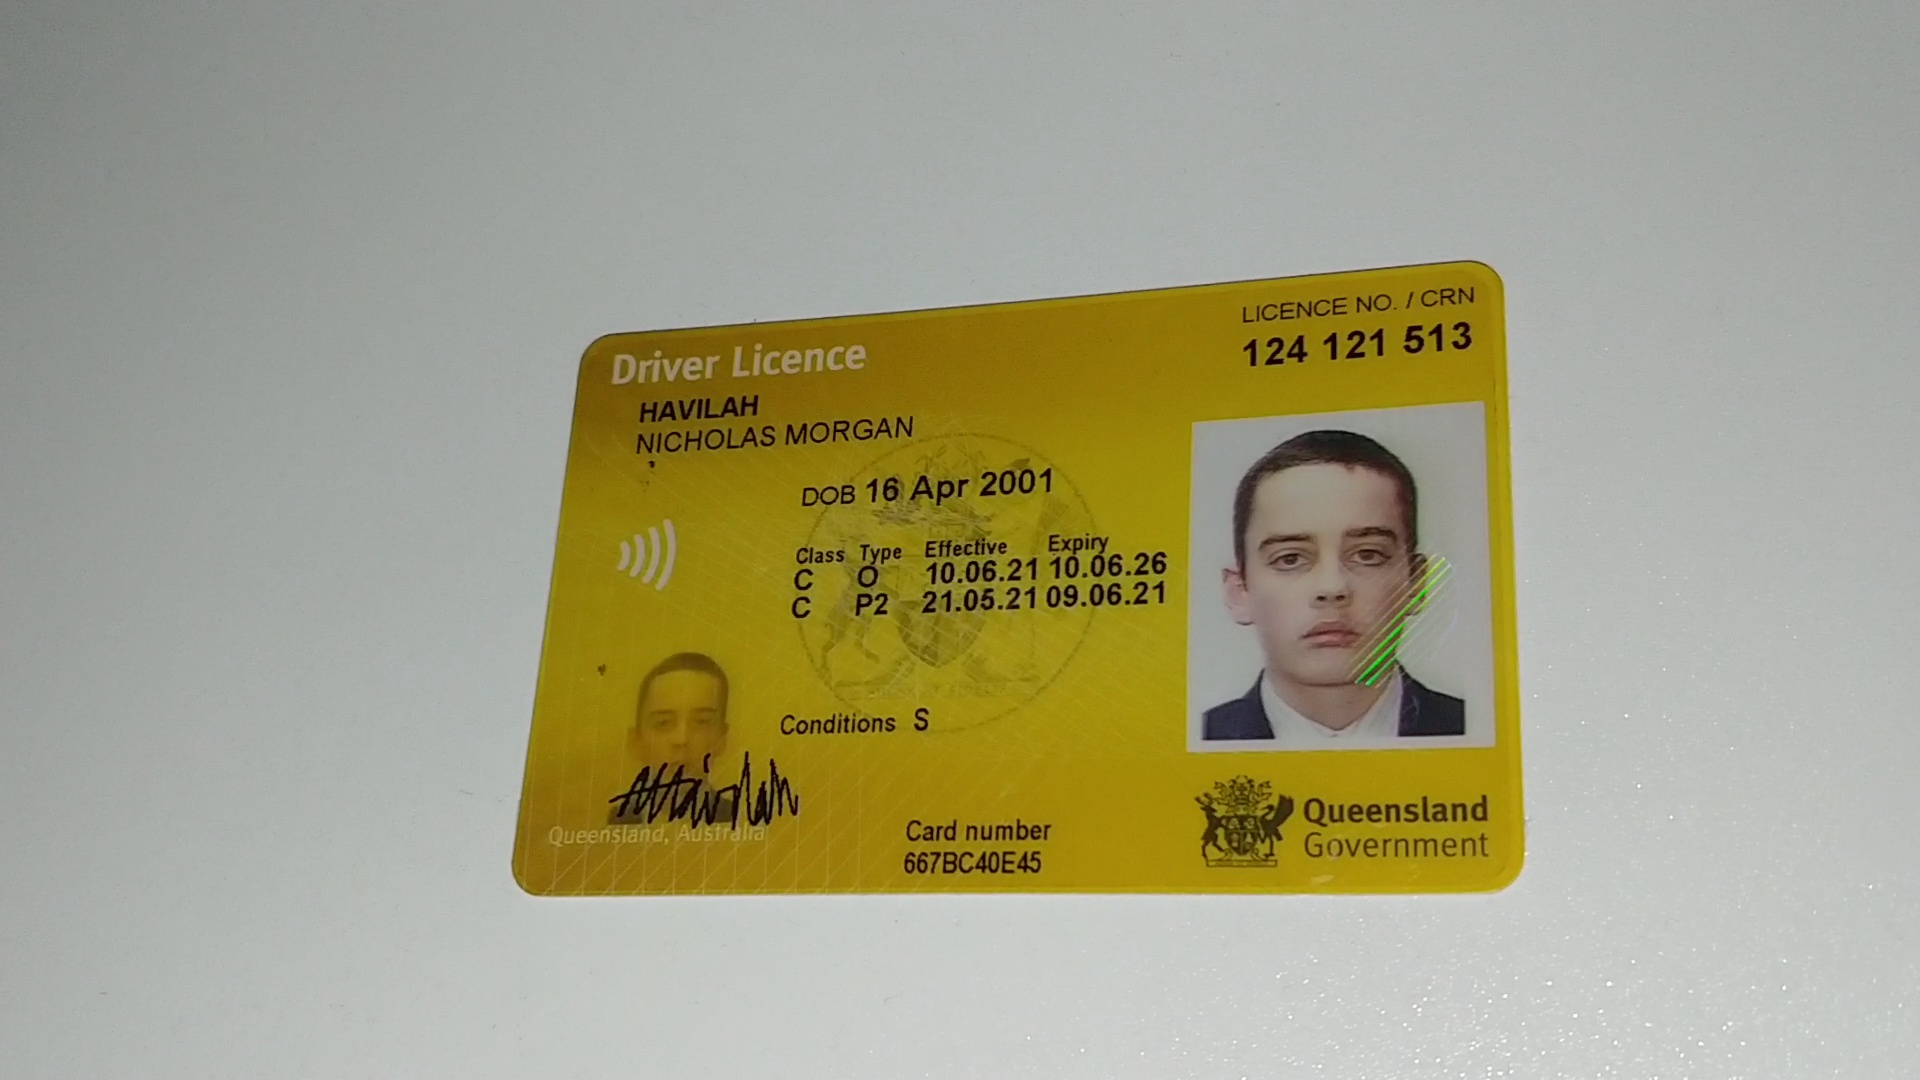 Driver Licence
LICENCE NO. / CRN
124 121 513
HAVILAH
NICHOLAS MORGAN
DOB 16 Apr 2001
Class Type Effective Expiry
C O 10.06.21 10.06.26
C P2 21.05.21 09.06.21
Conditions S
Queensland, Australia
Card number
667BC40E45
Queensland
Government